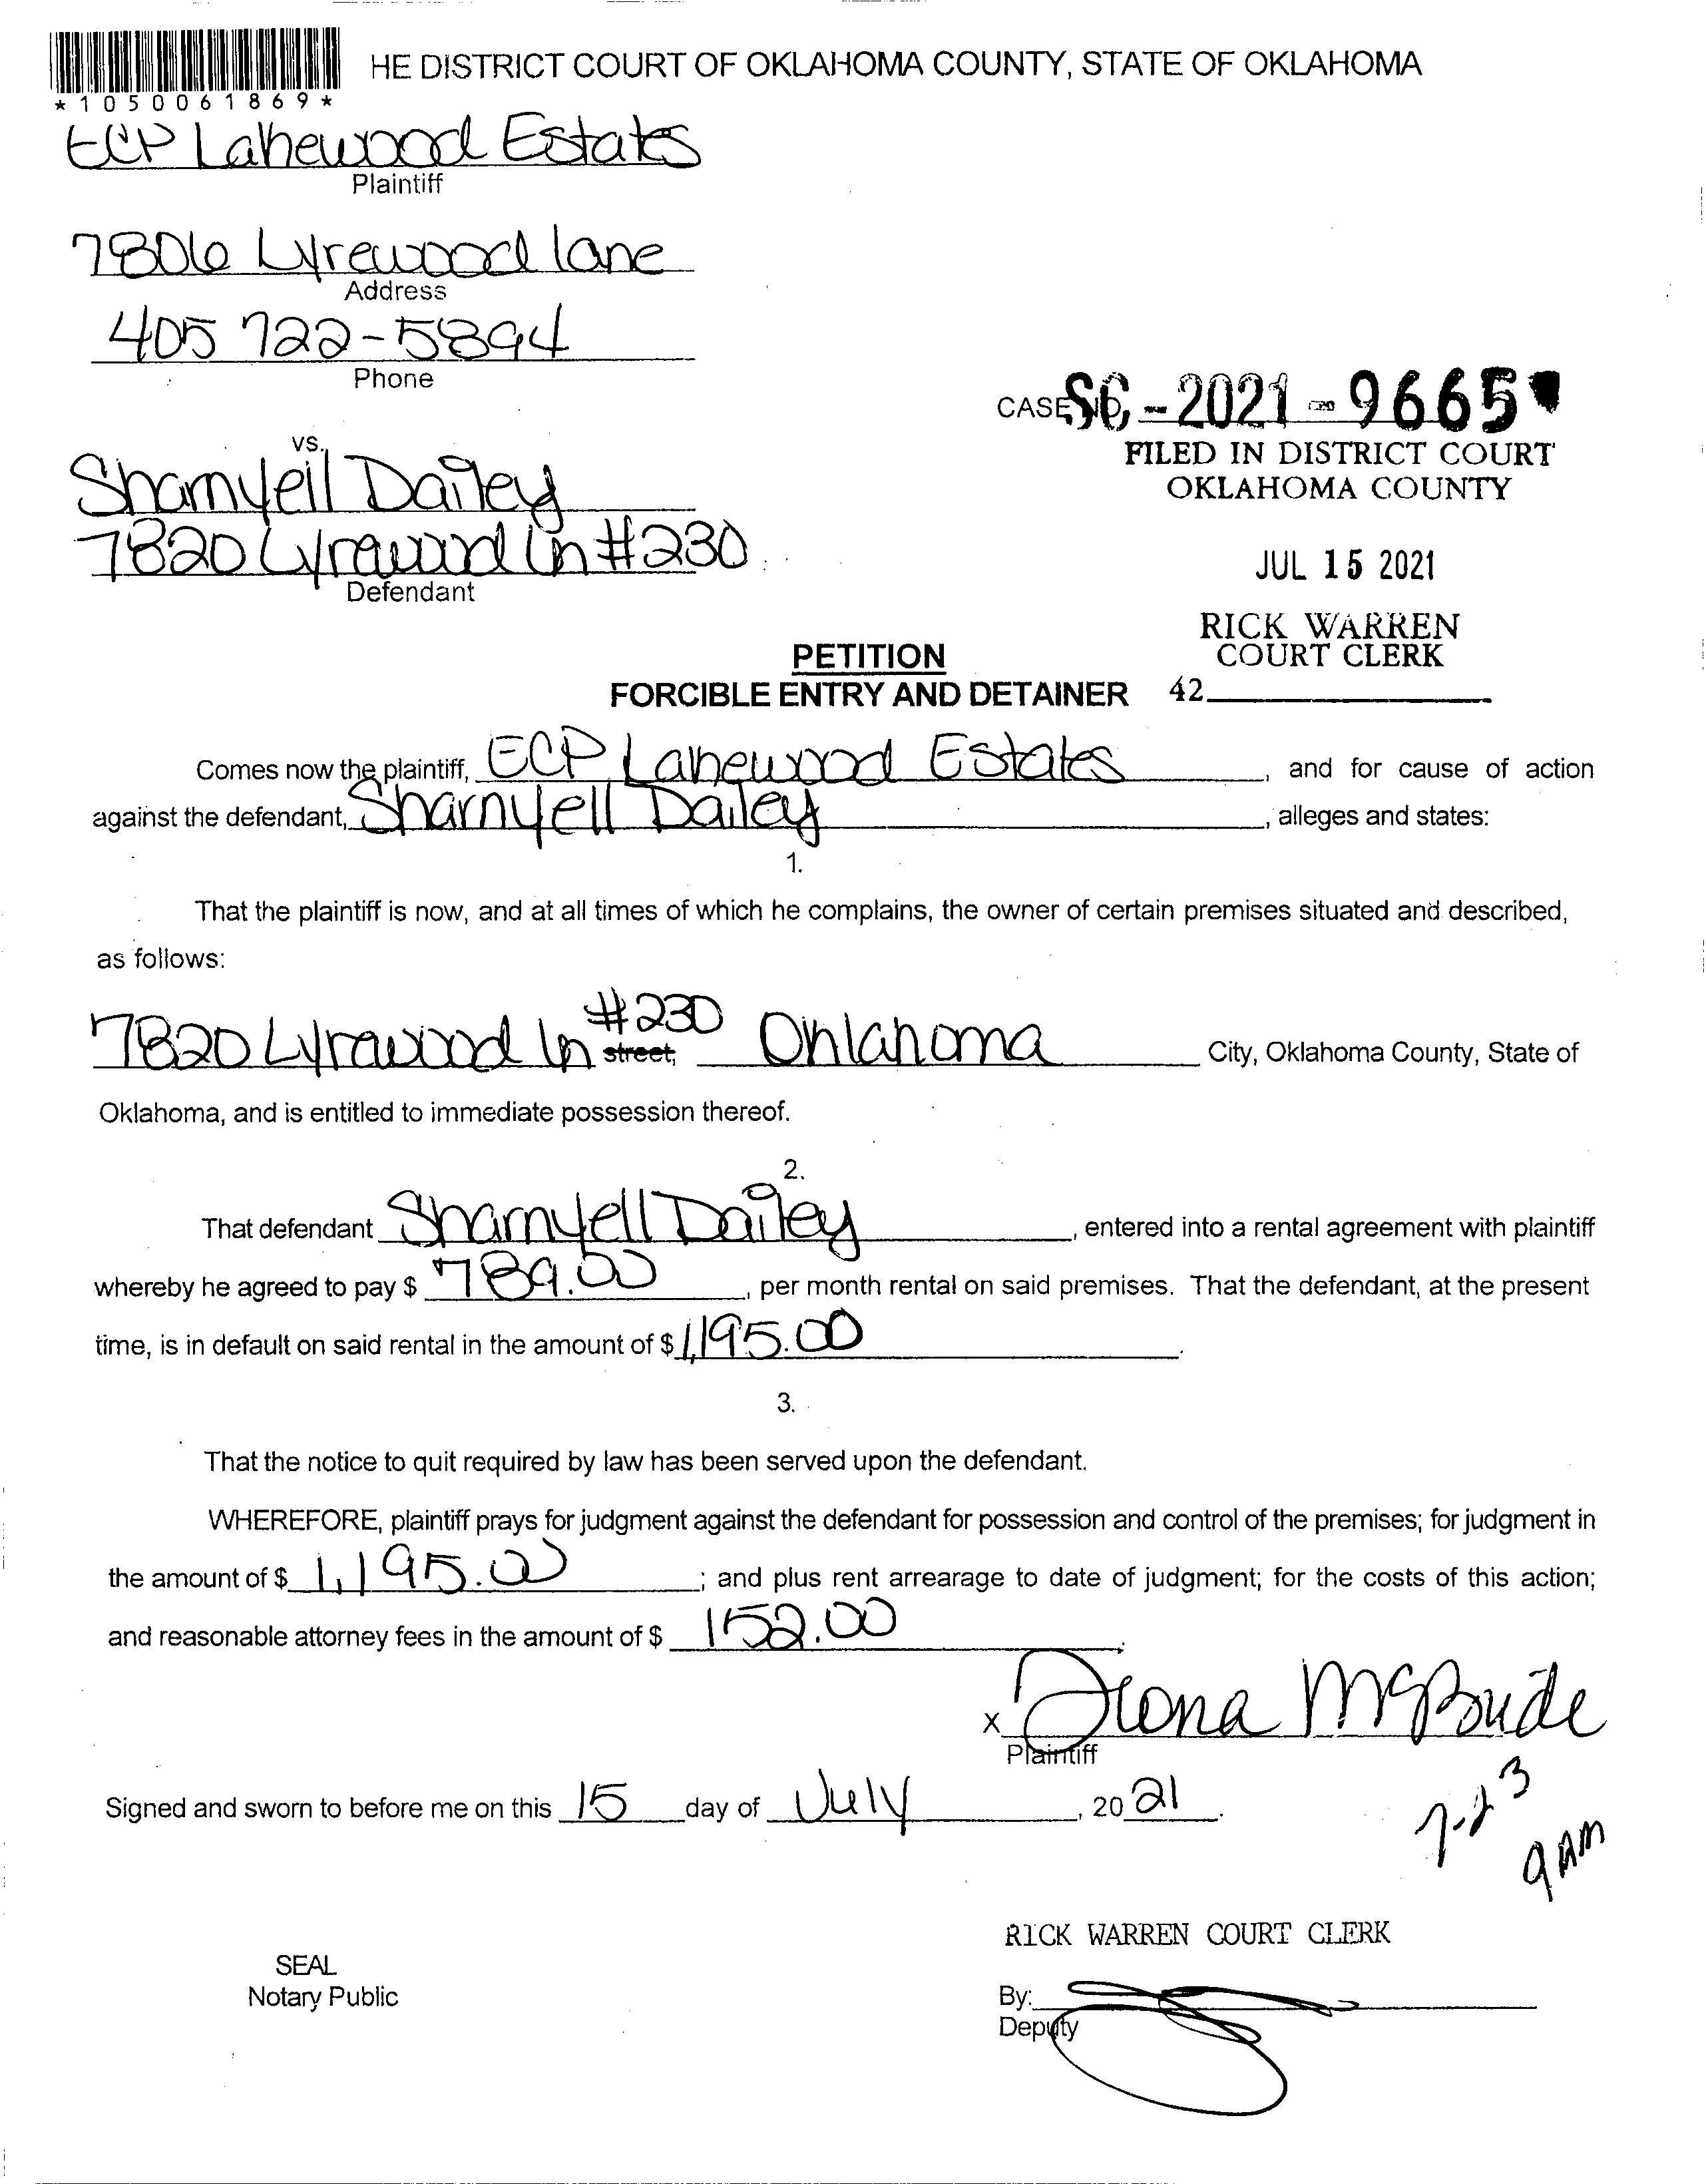 HE DISTRICT COURT OF OKLAHOMA COUNTY, STATE OF OKLAHOMA
*1050061869*
ECP Lakewood Estates
Plaintiff
7806 Lyrewood lane
Address
405 722-5894
Phone
CASE NO. SC-2021-9665
FILED IN DISTRICT COURT
OKLAHOMA COUNTY
vs.
Sharnyell Dailey
7820 Lyrewood Ln #230
Defendant
JUL 15 2021
RICK WARREN
COURT CLERK
42
PETITION
FORCIBLE ENTRY AND DETAINER
Comes now the plaintiff, ECP Lakewood Estates, and for cause of action
against the defendant, Sharnyell Dailey, alleges and states:
1.
That the plaintiff is now, and at all times of which he complains, the owner of certain premises situated and described,
as follows:
7820 Lyrawood ln #230 street, Oklahoma City, Oklahoma County, State of
Oklahoma, and is entitled to immediate possession thereof.
2.
That defendant Sharnyell Dailey, entered into a rental agreement with plaintiff
whereby he agreed to pay $ 789.00, per month rental on said premises. That the defendant, at the present
time, is in default on said rental in the amount of $ 1,195.00.
3.
That the notice to quit required by law has been served upon the defendant.
WHEREFORE, plaintiff prays for judgment against the defendant for possession and control of the premises; for judgment in
the amount of $ 1,195.00; and plus rent arrearage to date of judgment; for the costs of this action;
and reasonable attorney fees in the amount of $ 152.00.
x Diona McBride
Plaintiff
Signed and sworn to before me on this 15 day of July, 2021.
7-23
9 AM
RICK WARREN COURT CLERK
SEAL
Notary Public
By:
Deputy